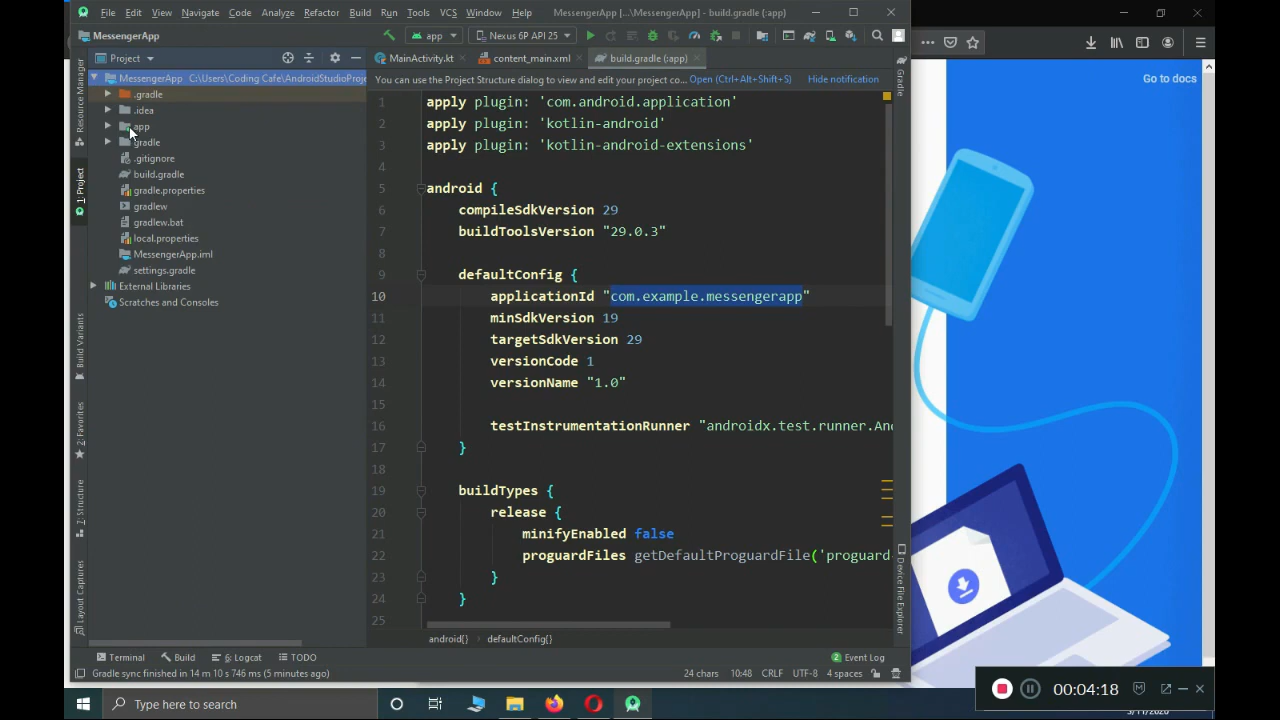 File Edit View Navigate Code Analyze Refactor Build Run Tools VCS Window Help MessengerApp [...\MessengerApp] - build.gradle (:app)
MessengerApp
app
Nexus 6P API 25
Project
MainActivity.kt
content_main.xml
build.gradle (:app)
MessengerApp C:\Users\Coding Cafe\AndroidStudioProje
You can use the Project Structure dialog to view and edit your project co... Open (Ctrl+Alt+Shift+S) Hide notification
Go to docs
.gradle
.idea
app
gradle
.gitignore
build.gradle
gradle.properties
gradlew
gradlew.bat
local.properties
MessengerApp.iml
settings.gradle
External Libraries
Scratches and Consoles
Resource Manager
1: Project
Build Variants
2: Favorites
7: Structure
Layout Captures
1 apply plugin: 'com.android.application'
2 apply plugin: 'kotlin-android'
3 apply plugin: 'kotlin-android-extensions'
4
5 android {
6 compileSdkVersion 29
7 buildToolsVersion "29.0.3"
8
9 defaultConfig {
10 applicationId "com.example.messengerapp"
11 minSdkVersion 19
12 targetSdkVersion 29
13 versionCode 1
14 versionName "1.0"
15
16 testInstrumentationRunner "androidx.test.runner.An
17 }
18
19 buildTypes {
20 release {
21 minifyEnabled false
22 proguardFiles getDefaultProguardFile('proguard-
23 }
24 }
25
Gradle
Device File Explorer
android{} defaultConfig{}
Terminal Build 6: Logcat TODO
2 Event Log
Gradle sync finished in 14 m 10 s 746 ms (5 minutes ago)
24 chars 10:48 CRLF UTF-8 4 spaces
00:04:18
Type here to search